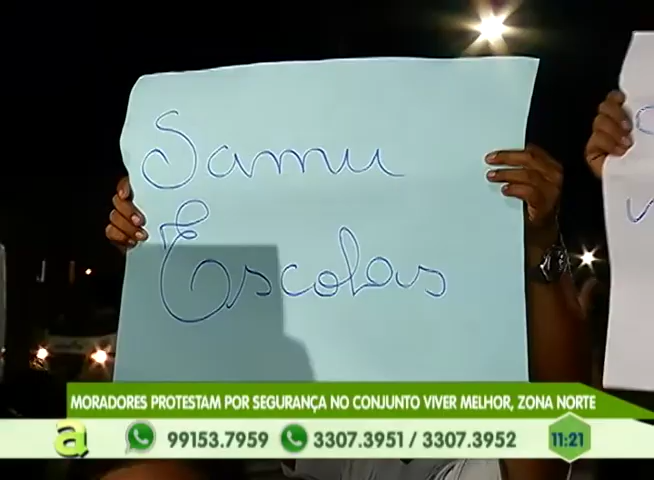 Samu
Escolas
MORADORES PROTESTAM POR SEGURANÇA NO CONJUNTO VIVER MELHOR, ZONA NORTE
a 99153.7959 3307.3951 / 3307.3952 11:21